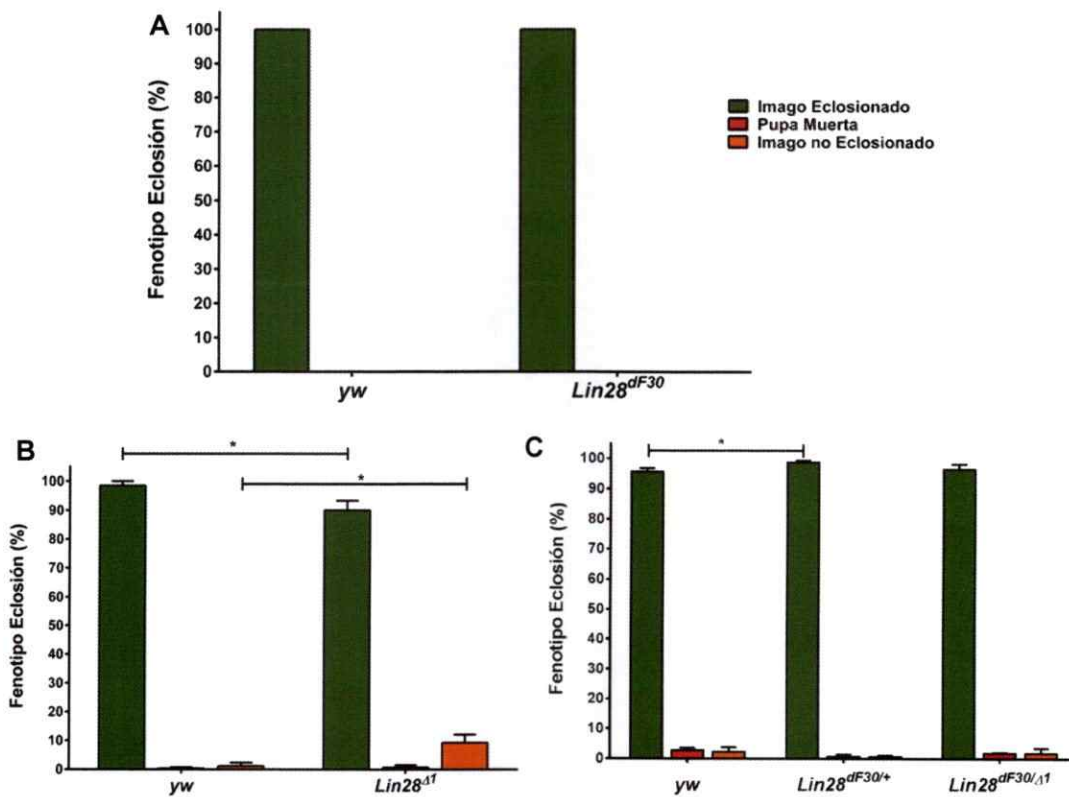 A
Fenotipo Eclosión (%)
100
90
80
70
60
50
40
30
20
10
0
yw
Lin28dF30
Imago Eclosionado
Pupa Muerta
Imago no Eclosionado
B
*
*
Fenotipo Eclosión (%)
100
90
80
70
60
50
40
30
20
10
0
yw
Lin28Δ1
C
*
Fenotipo Eclosión (%)
100
90
80
70
60
50
40
30
20
10
0
yw
Lin28dF30/+
Lin28dF30/Δ1